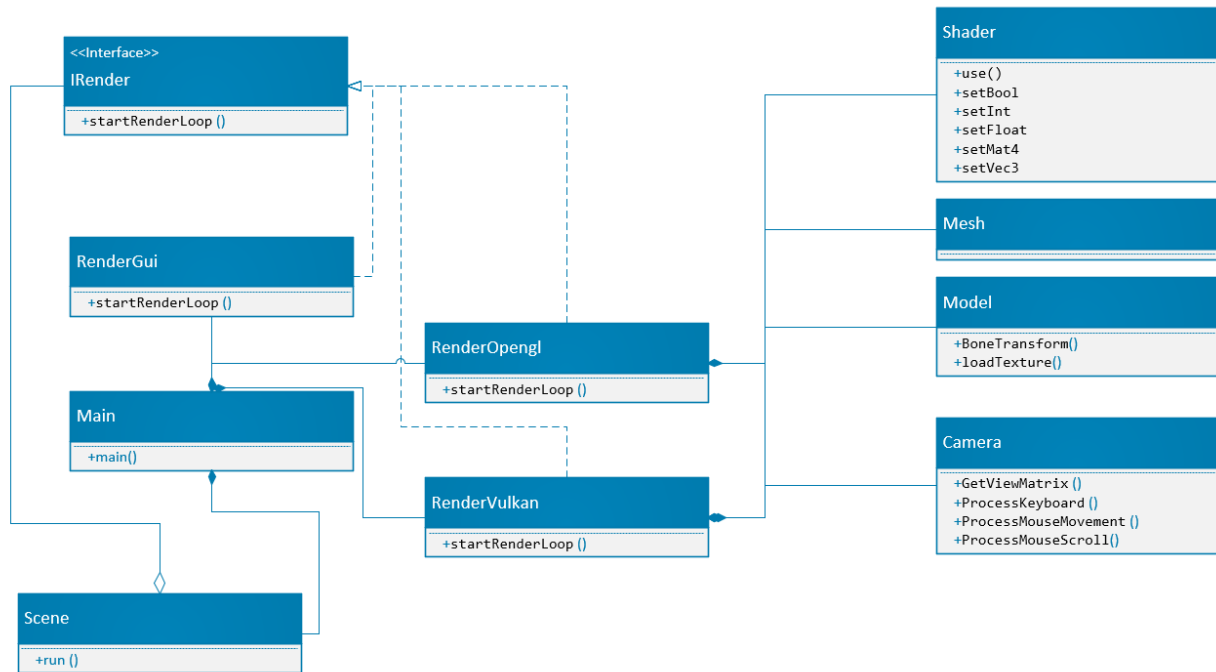 <<Interface>>
IRender
+startRenderLoop ()
RenderGui
+startRenderLoop ()
Main
+main()
Scene
+run ()
RenderOpengl
+startRenderLoop ()
RenderVulkan
+startRenderLoop ()
Shader
+use()
+setBool
+setInt
+setFloat
+setMat4
+setVec3
Mesh
Model
+BoneTransform()
+loadTexture()
Camera
+GetViewMatrix ()
+ProcessKeyboard ()
+ProcessMouseMovement ()
+ProcessMouseScroll()